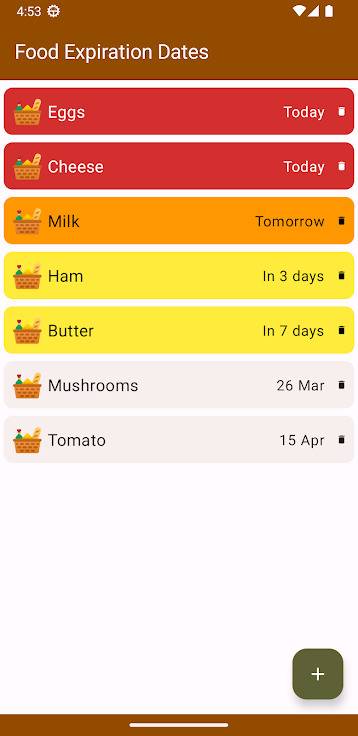 4:53
Food Expiration Dates
Eggs Today
Cheese Today
Milk Tomorrow
Ham In 3 days
Butter In 7 days
Mushrooms 26 Mar
Tomato 15 Apr
+